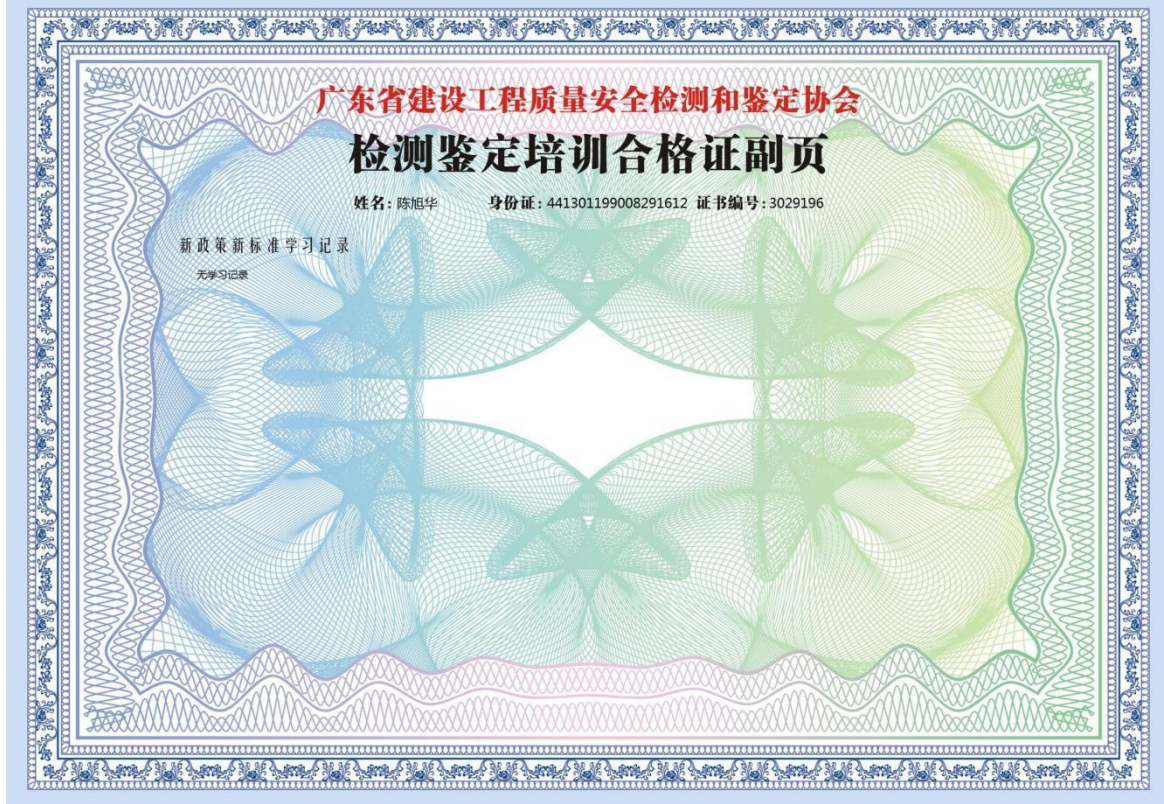 广东省建设工程质量安全检测和鉴定协会
检测鉴定培训合格证副页
姓名: 陈旭华 身份证: 441301199008291612 证书编号: 3029196
新政策新标准学习记录
无学习记录